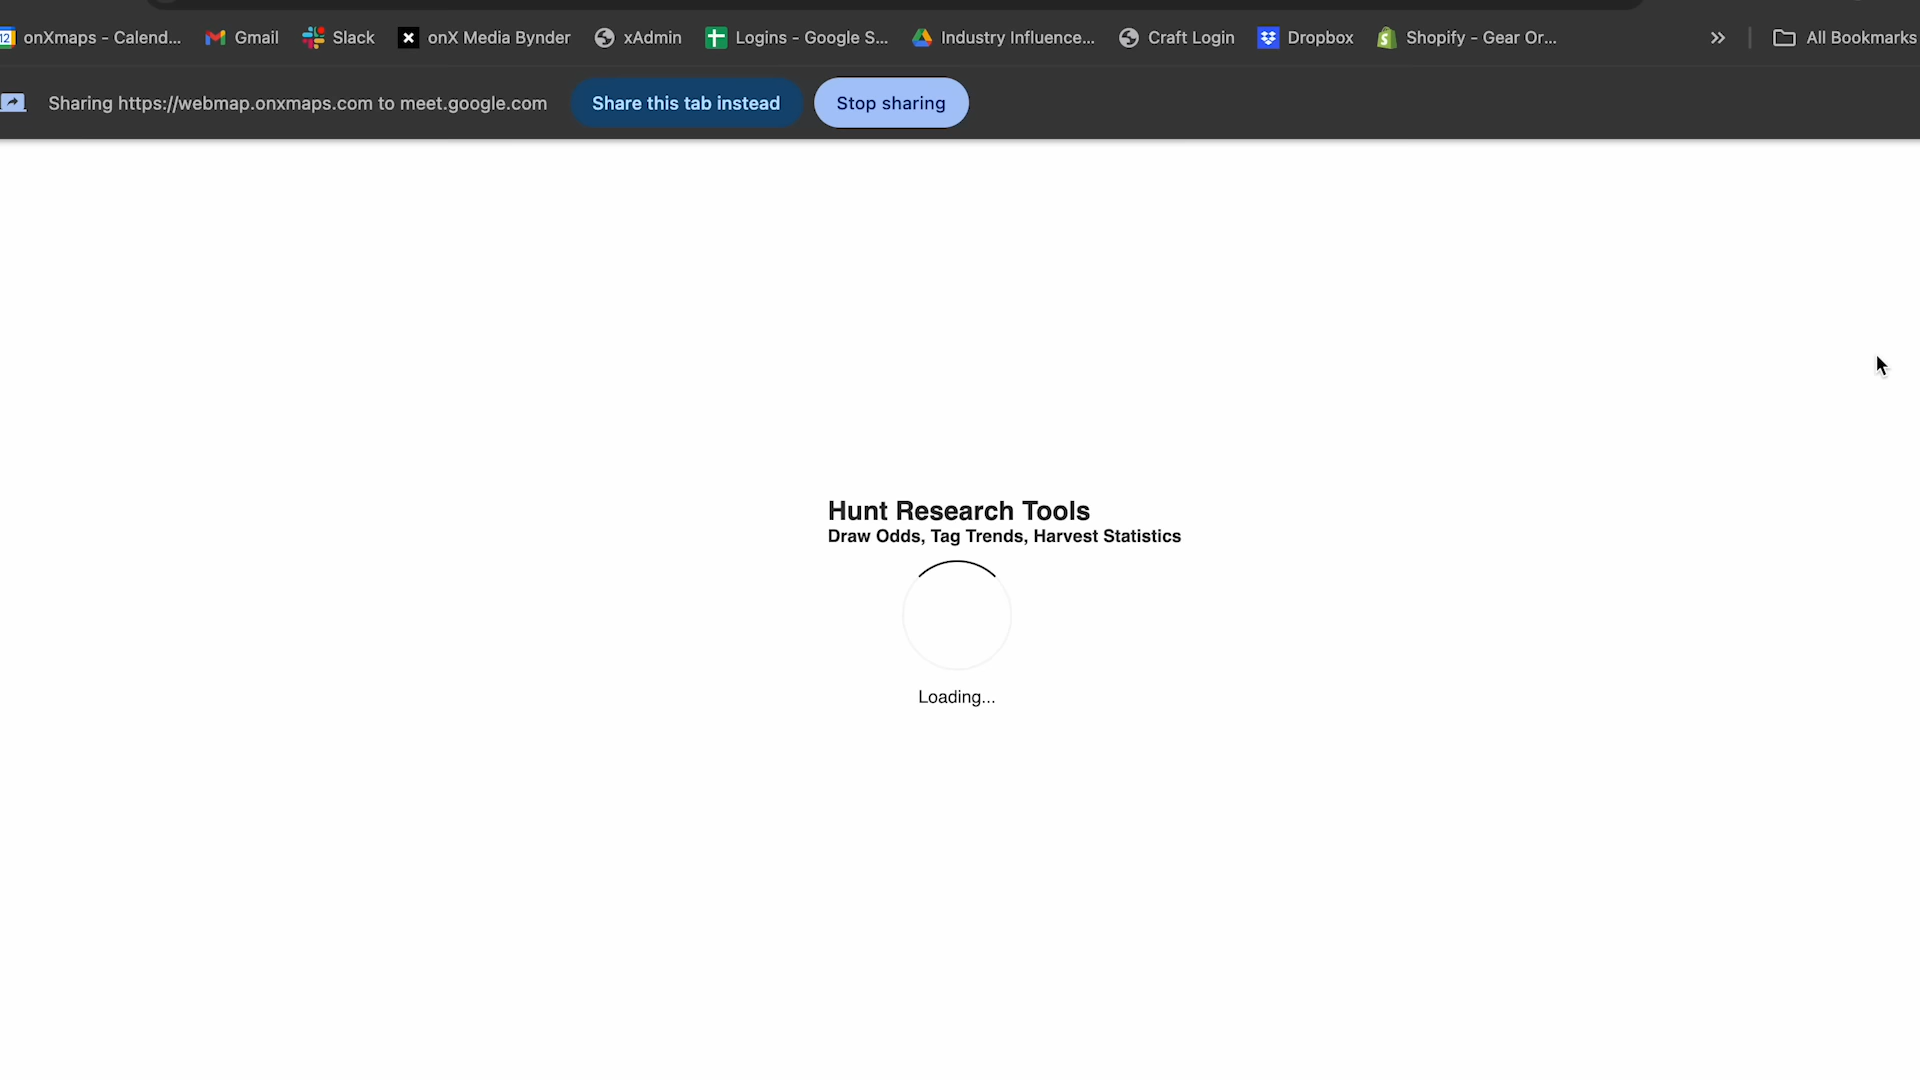 12 onXmaps - Calend... Gmail Slack onX Media Bynder xAdmin Logins - Google S... Industry Influence... Craft Login Dropbox Shopify - Gear Or... » All Bookmarks
Sharing https://webmap.onxmaps.com to meet.google.com Share this tab instead Stop sharing
Hunt Research Tools
Draw Odds, Tag Trends, Harvest Statistics
Loading...